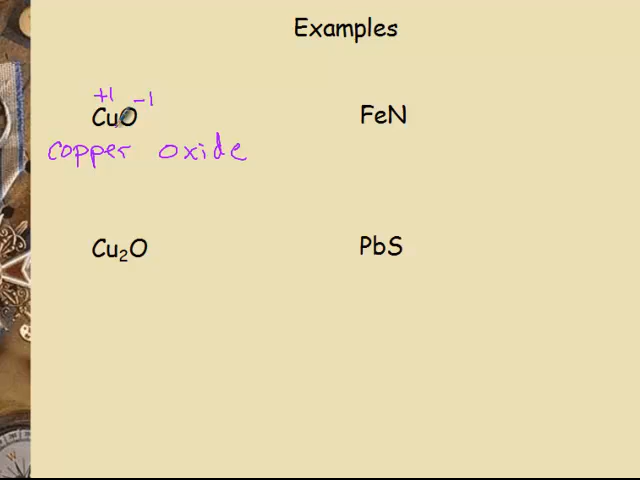 Examples
+1 -1
CuO FeN
copper oxide
Cu₂O PbS